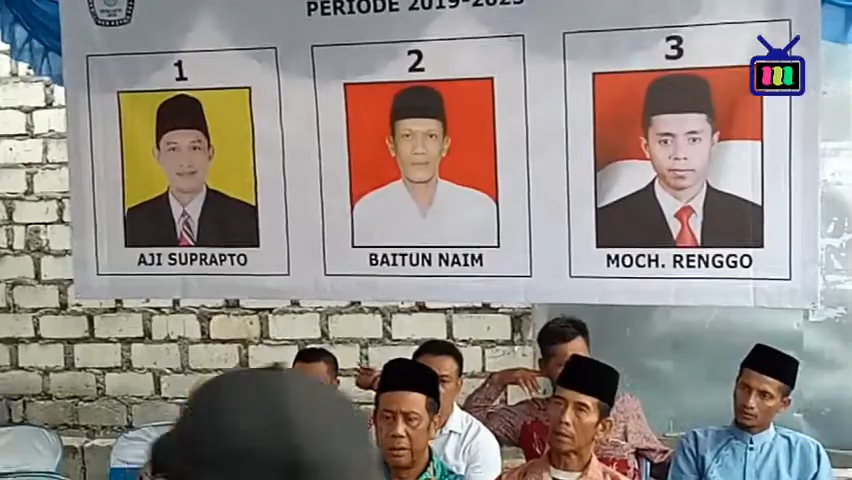 PERIODE 2019-2025
1
2
3
AJI SUPRAPTO
BAITUN NAIM
MOCH. RENGGO